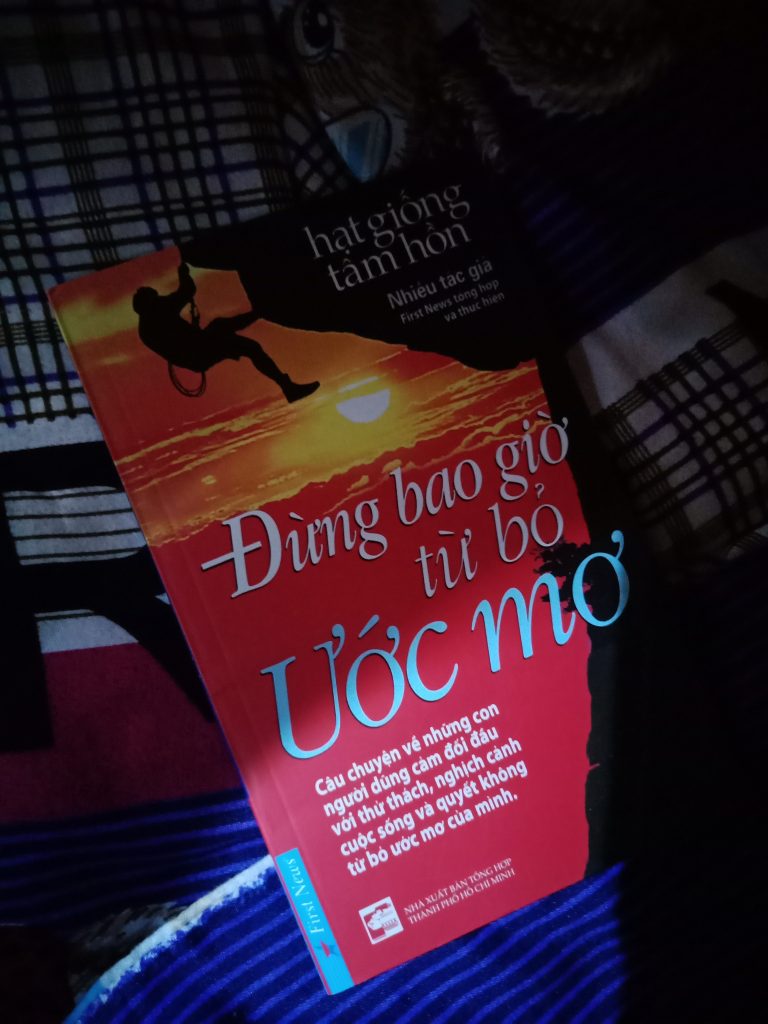 hạt giống
tâm hồn
Nhiều tác giả
First News tổng hợp
và thực hiện
Đừng bao giờ
từ bỏ
Ước mơ
Câu chuyện về những con
người dũng cảm đối đầu
với thử thách, nghịch cảnh
cuộc sống và quyết không
từ bỏ ước mơ của mình.
First News
NHÀ XUẤT BẢN TỔNG HỢP
THÀNH PHỐ HỒ CHÍ MINH